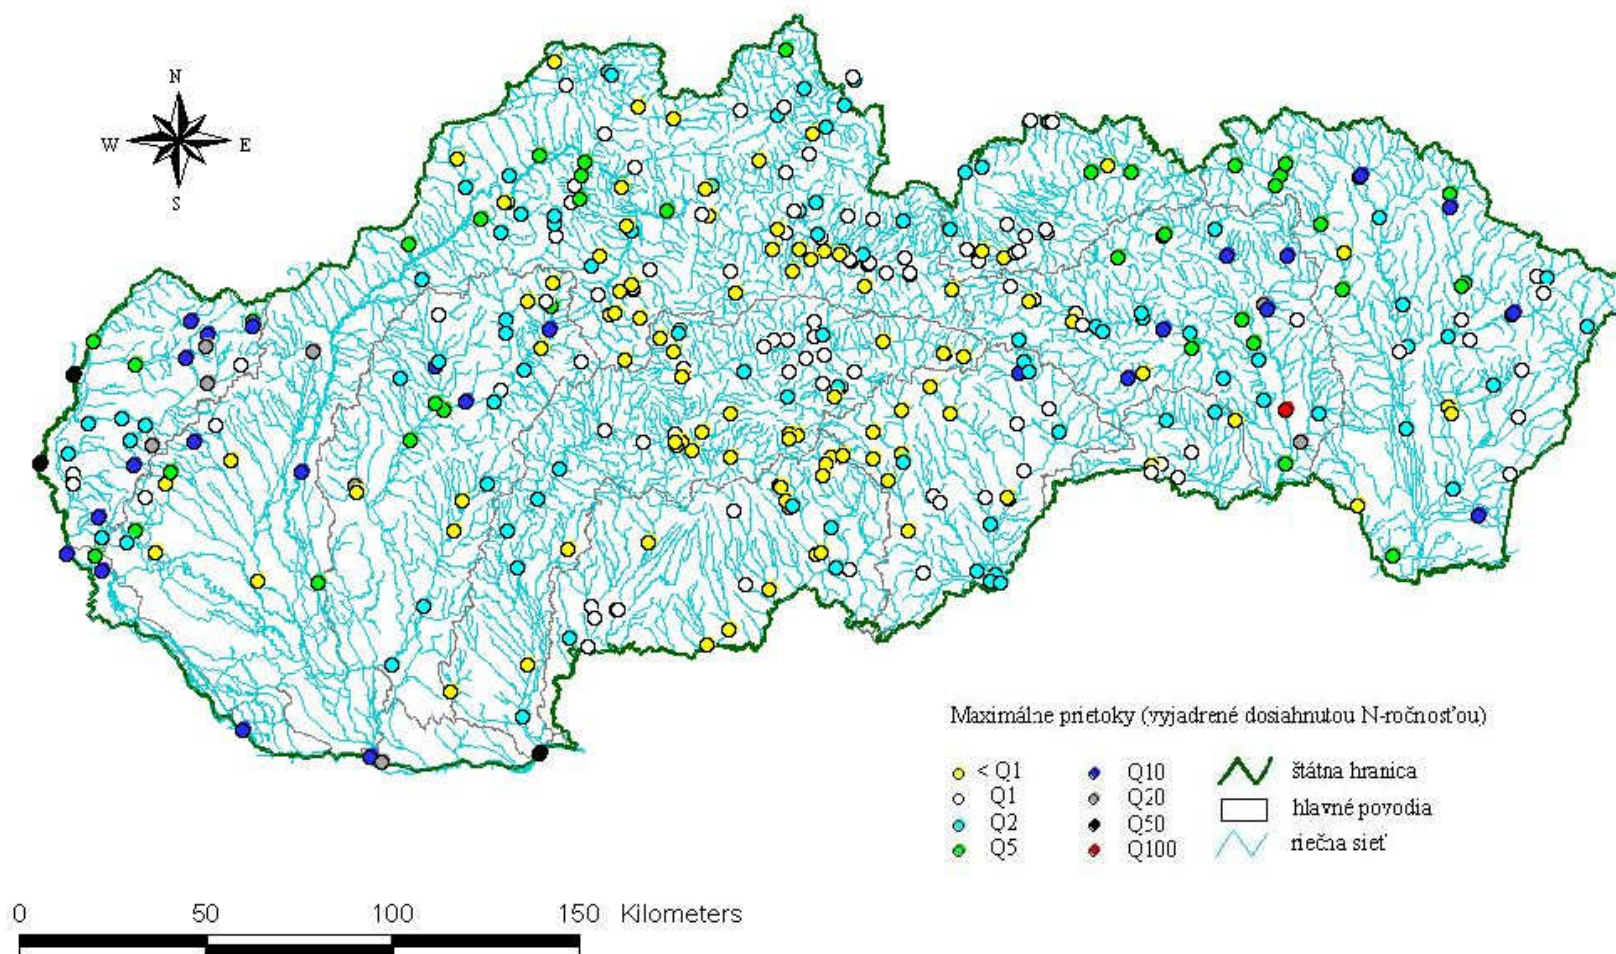 N
W E
S
Maximálne prietoky (vyjadrené dosiahnutou N-ročnosťou)
< Q1 Q10 štátna hranica
Q1 Q20 hlavné povodia
Q2 Q50 riečna sieť
Q5 Q100
0 50 100 150 Kilometers